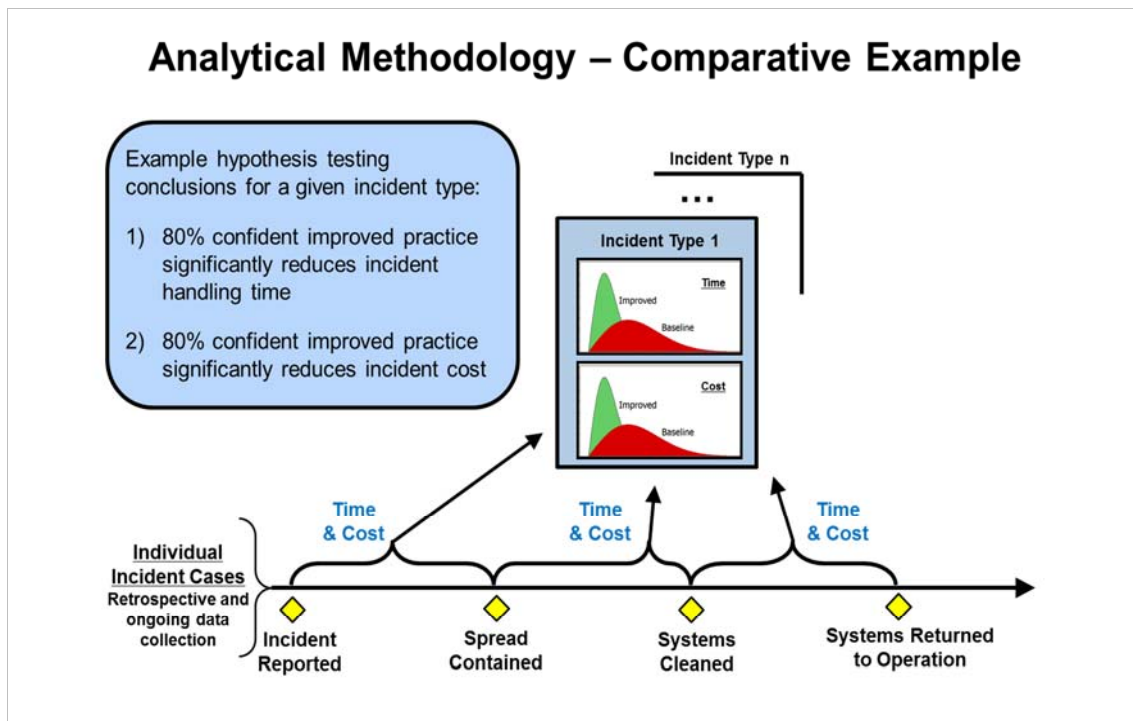 Analytical Methodology – Comparative Example
Example hypothesis testing
conclusions for a given incident type:
1) 80% confident improved practice
significantly reduces incident
handling time
2) 80% confident improved practice
significantly reduces incident cost
Incident Type n
...
Incident Type 1
Time
Improved
Baseline
Cost
Improved
Baseline
Time
& Cost
Time
& Cost
Time
& Cost
Individual
Incident Cases
Retrospective and
ongoing data
collection
Incident
Reported
Spread
Contained
Systems
Cleaned
Systems Returned
to Operation